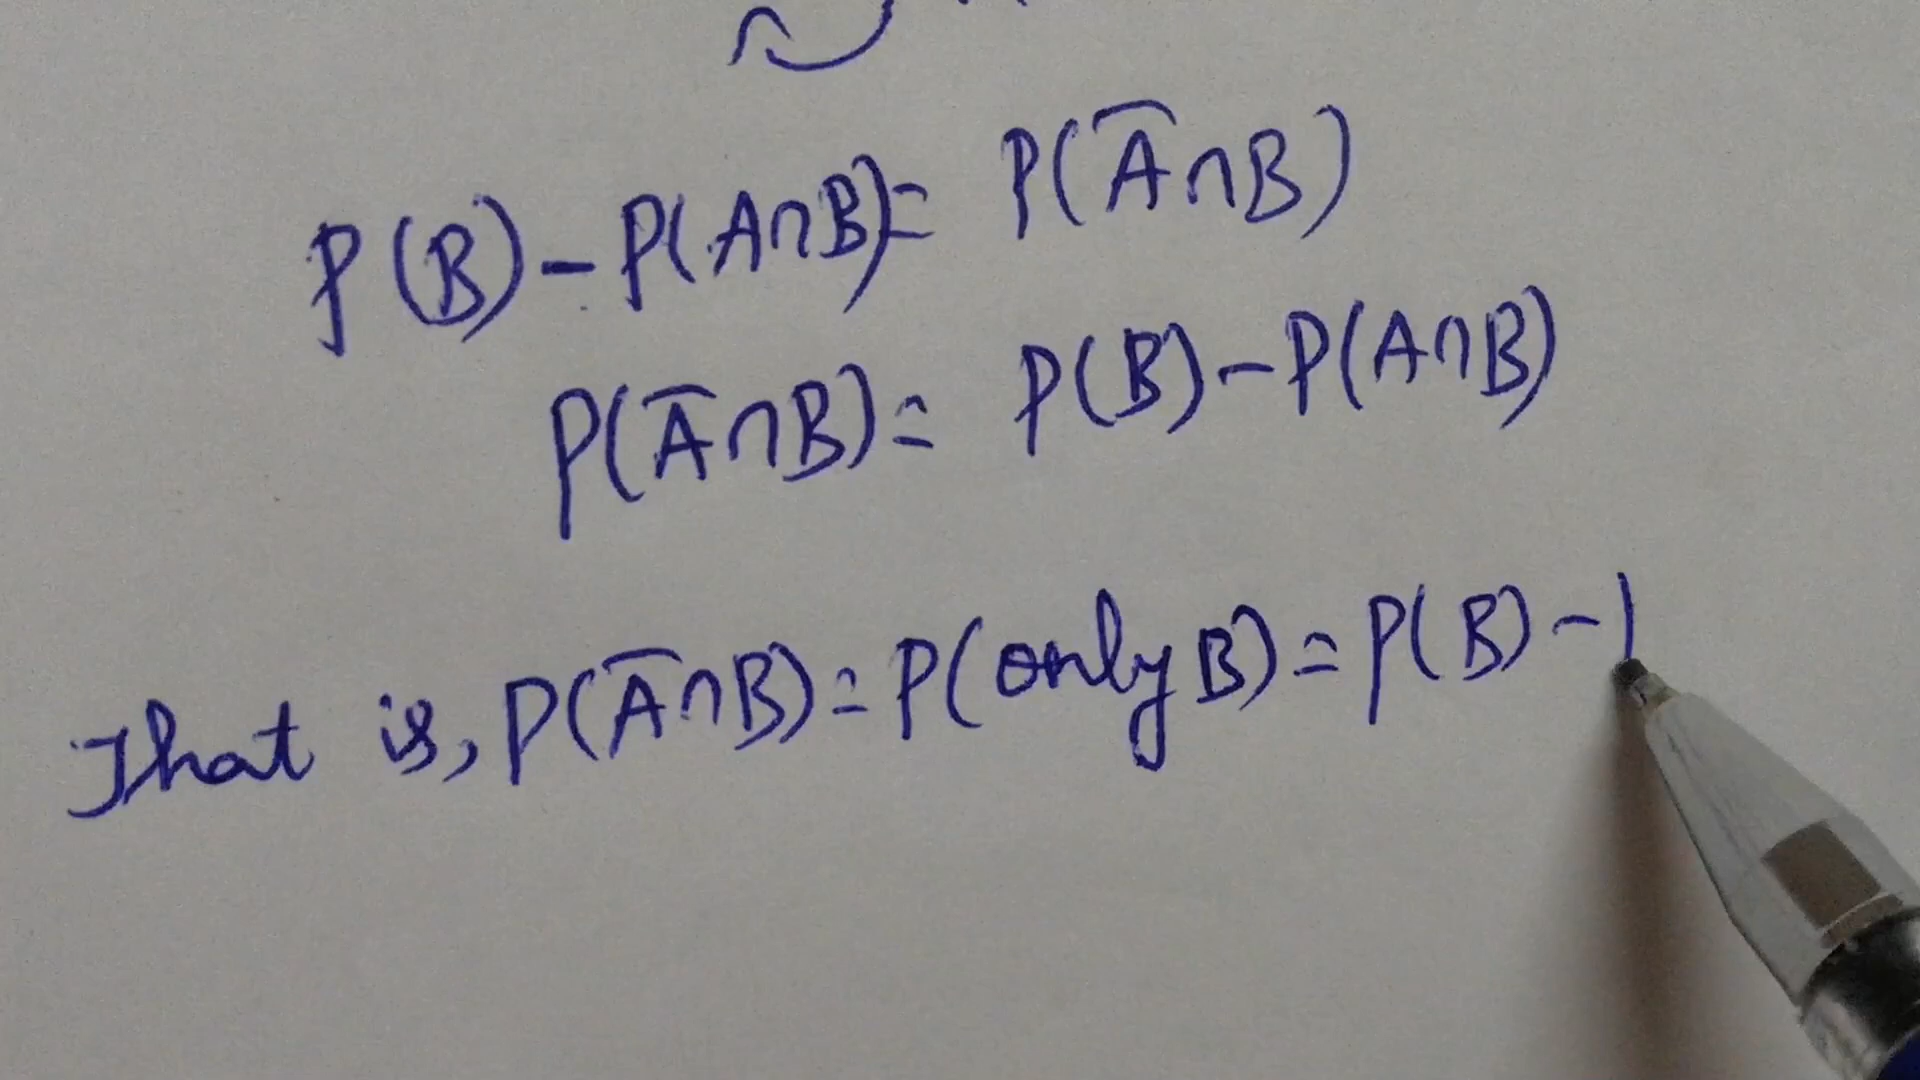 P(B)-P(A∩B)= P(A̅∩B)
P(A̅∩B)= P(B)-P(A∩B)
That is, P(A̅∩B)=P(only B)=P(B)-